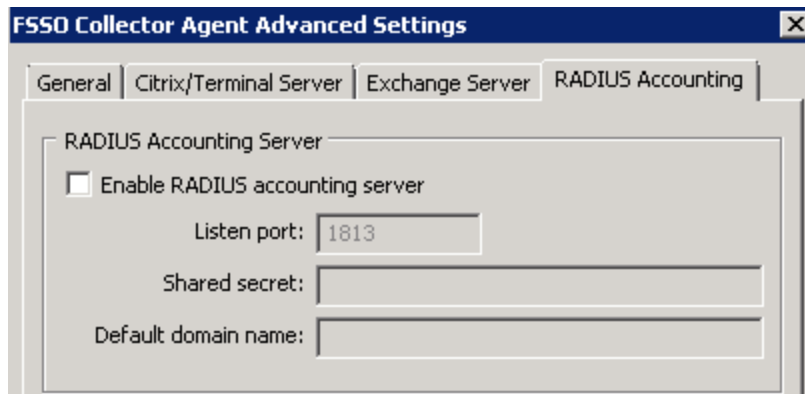 FSSO Collector Agent Advanced Settings
General Citrix/Terminal Server Exchange Server RADIUS Accounting
RADIUS Accounting Server
Enable RADIUS accounting server
Listen port: 1813
Shared secret:
Default domain name: